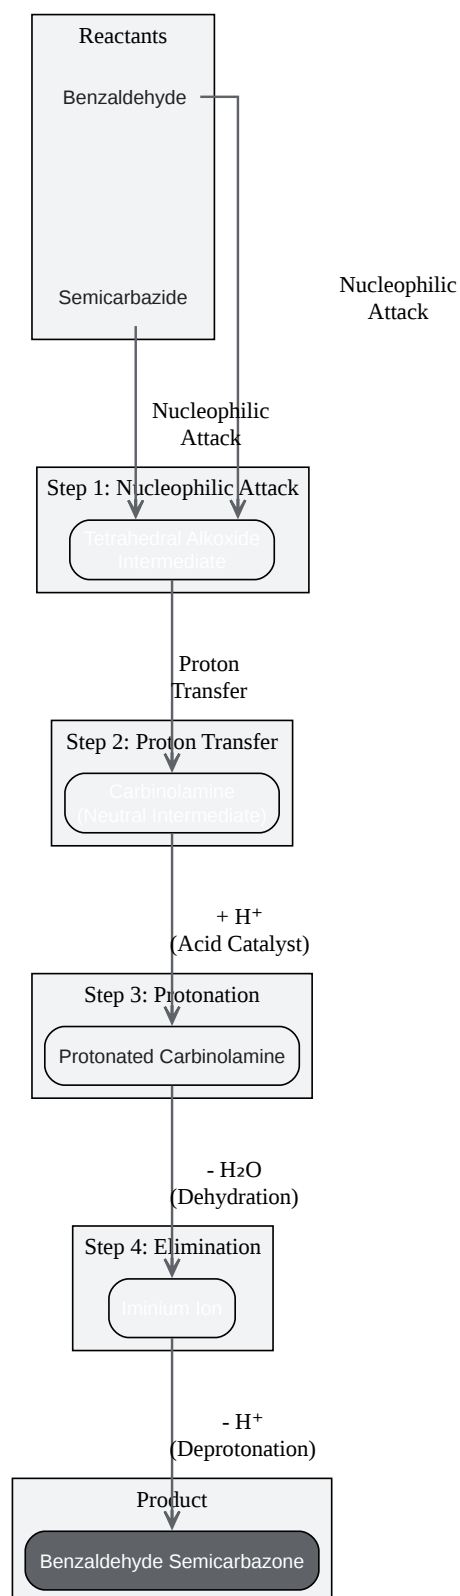 Reactants
Benzaldehyde
Semicarbazide
Nucleophilic
Attack
Nucleophilic
Attack
Step 1: Nucleophilic Attack
Tetrahedral Alkoxide
Intermediate
Proton
Transfer
Step 2: Proton Transfer
Carbinolamine
(Neutral Intermediate)
+ H⁺
(Acid Catalyst)
Step 3: Protonation
Protonated Carbinolamine
- H₂O
(Dehydration)
Step 4: Elimination
Iminium Ion
- H⁺
(Deprotonation)
Product
Benzaldehyde Semicarbazone